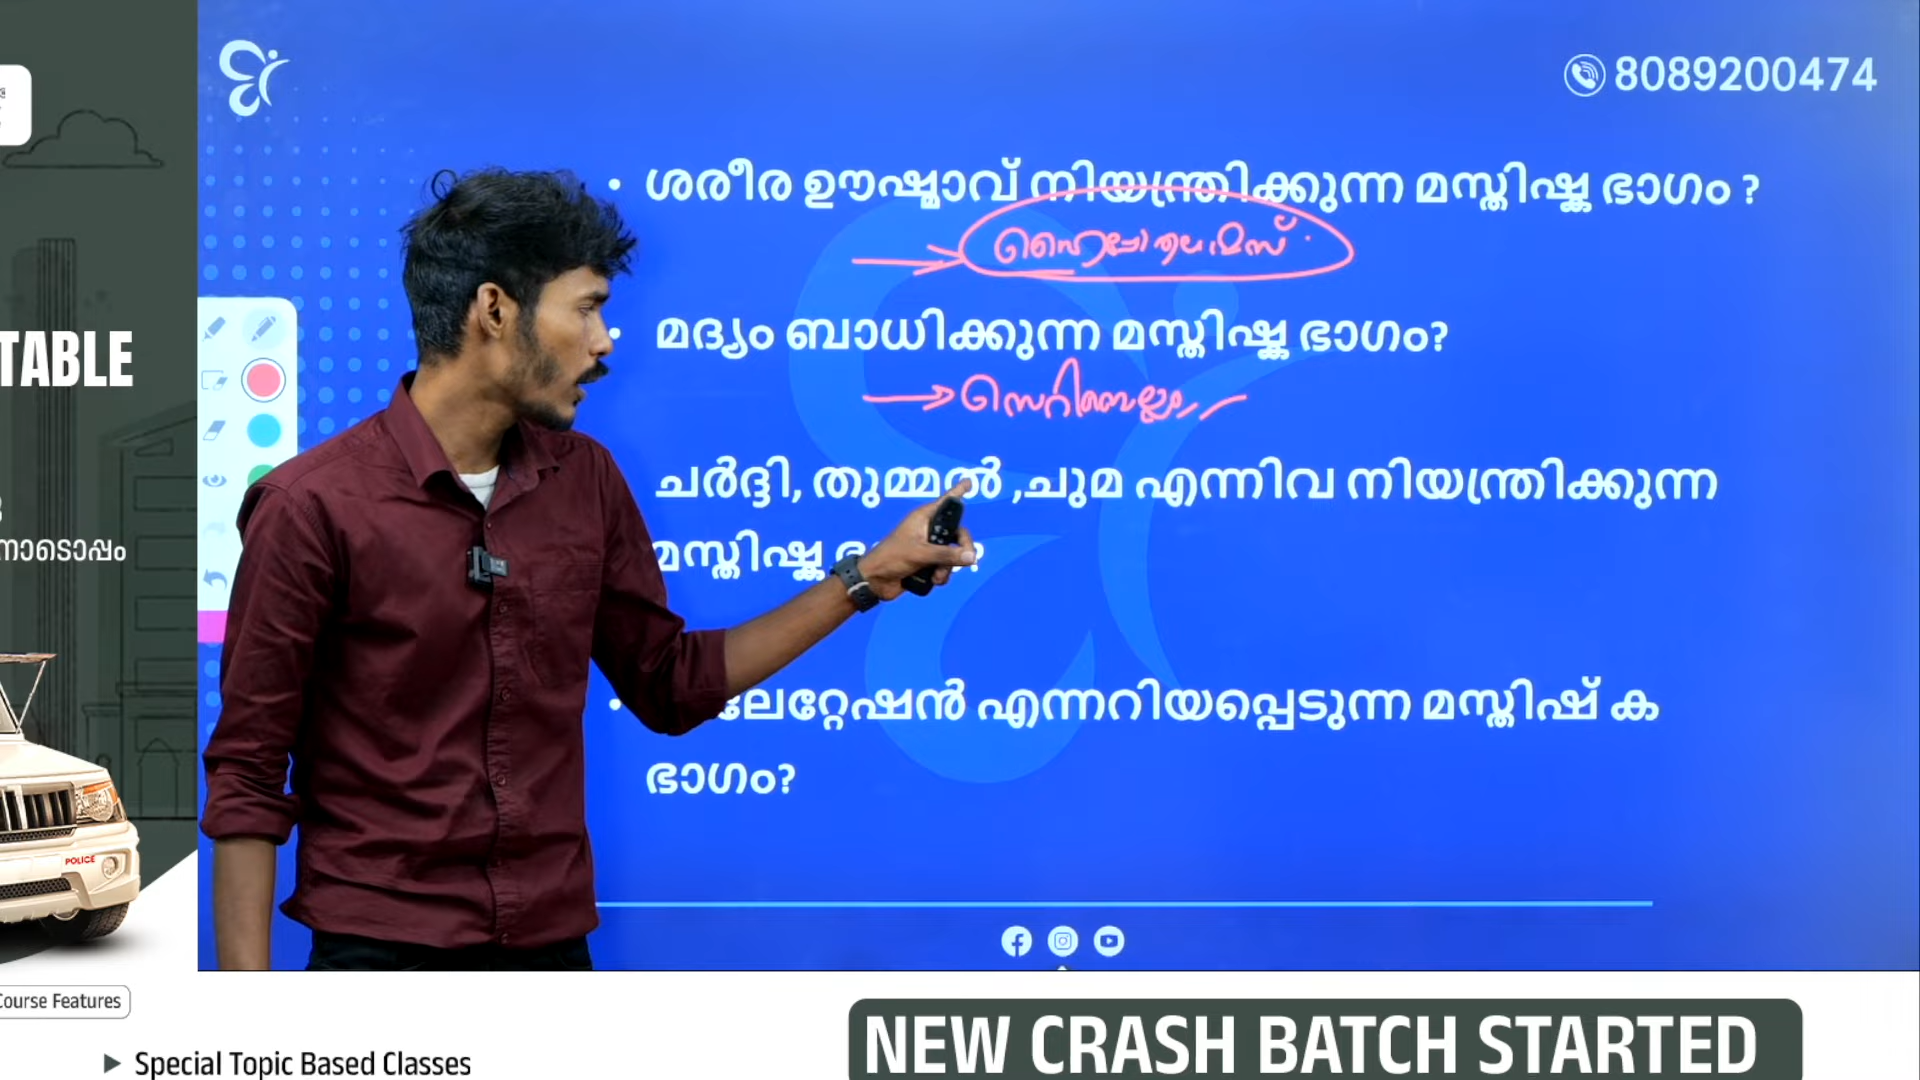 8089200474
• ശരീര ഊഷ്മാവ് നിയന്ത്രിക്കുന്ന മസ്തിഷ്ക ഭാഗം ?
ഹൈപ്പോതലാമസ്
• മദ്യം ബാധിക്കുന്ന മസ്തിഷ്ക ഭാഗം?
സെറിബെല്ലം
ചർദ്ദി, തുമ്മൽ ,ചുമ എന്നിവ നിയന്ത്രിക്കുന്ന
മസ്തിഷ്ക
• ലേറ്റേഷൻ എന്നറിയപ്പെടുന്ന മസ്തിഷ് ക
ഭാഗം?
TABLE
നാടൊപ്പം
POLICE
Course Features
Special Topic Based Classes
NEW CRASH BATCH STARTED